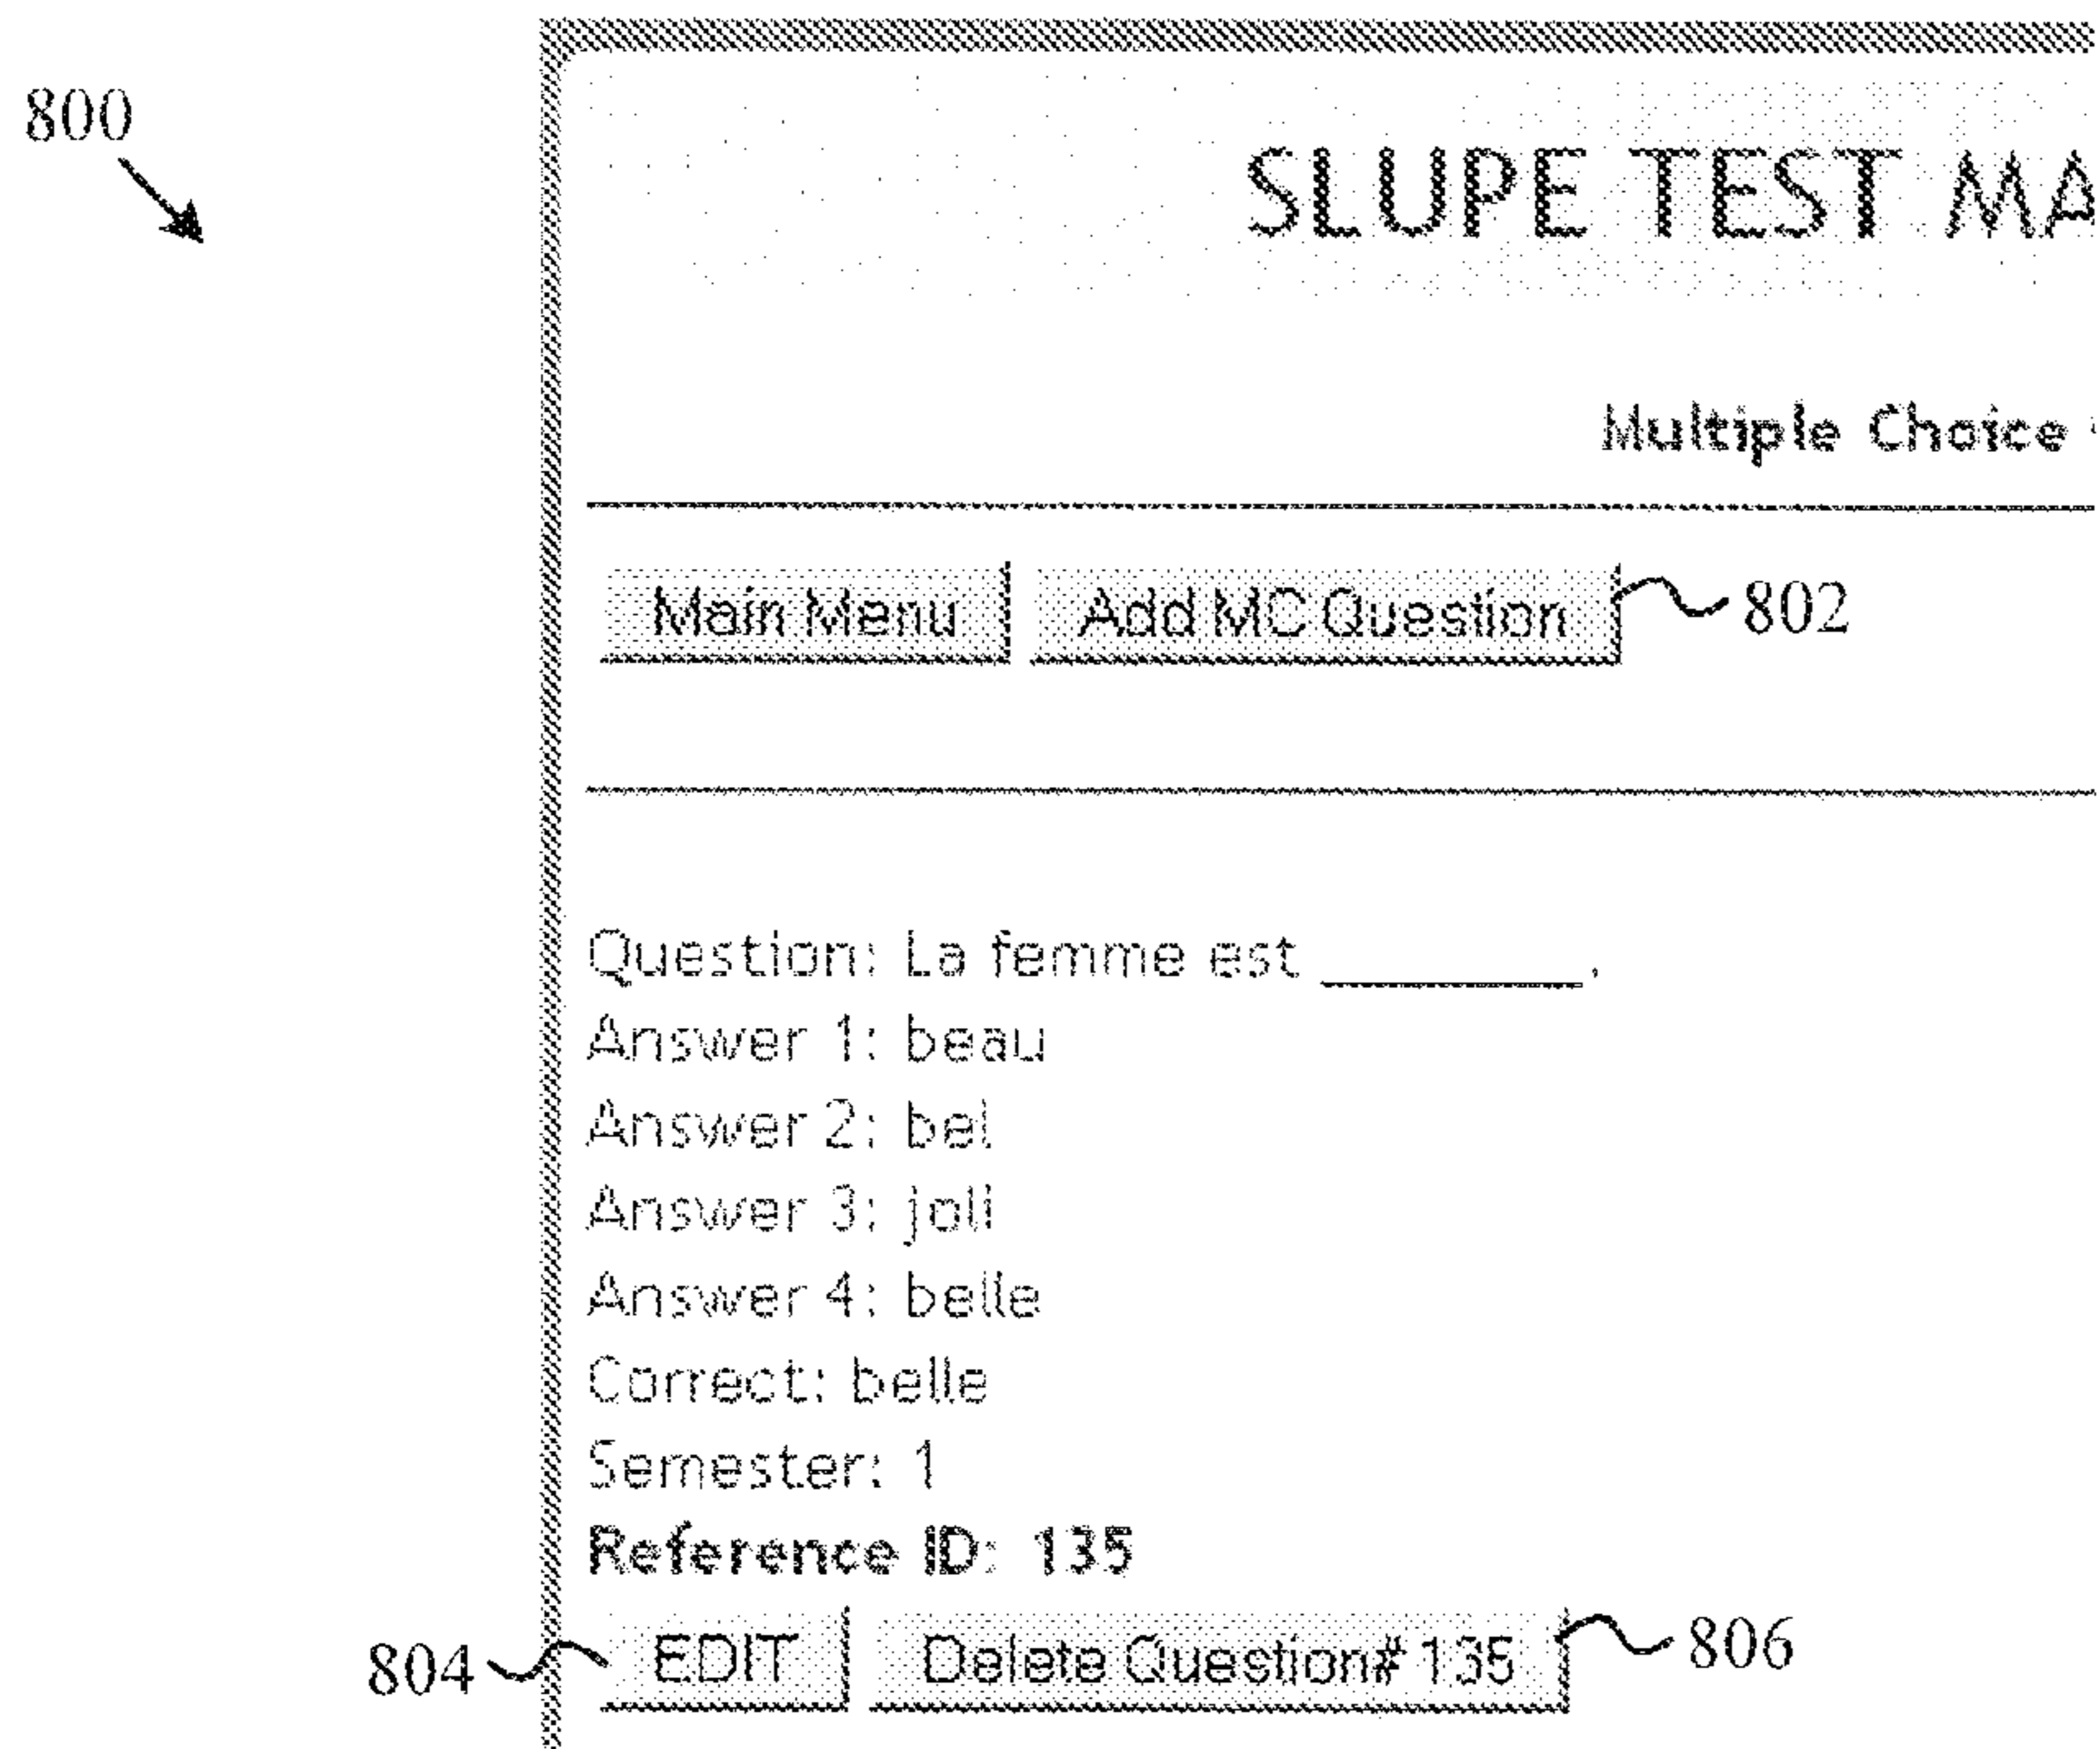 800
SLUPE TEST MA
Multiple Choice
Main Menu Add MC Question 802
Question: La femme est ________.
Answer 1: beau
Answer 2: bel
Answer 3: joli
Answer 4: belle
Correct: belle
Semester: 1
Reference ID: 135
804 EDIT Delete Question# 135 806